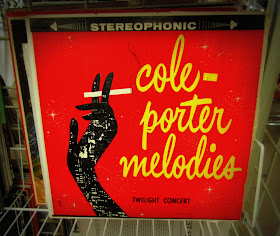 STEREOPHONIC
cole-
porter
melodies
TWILIGHT CONCERT